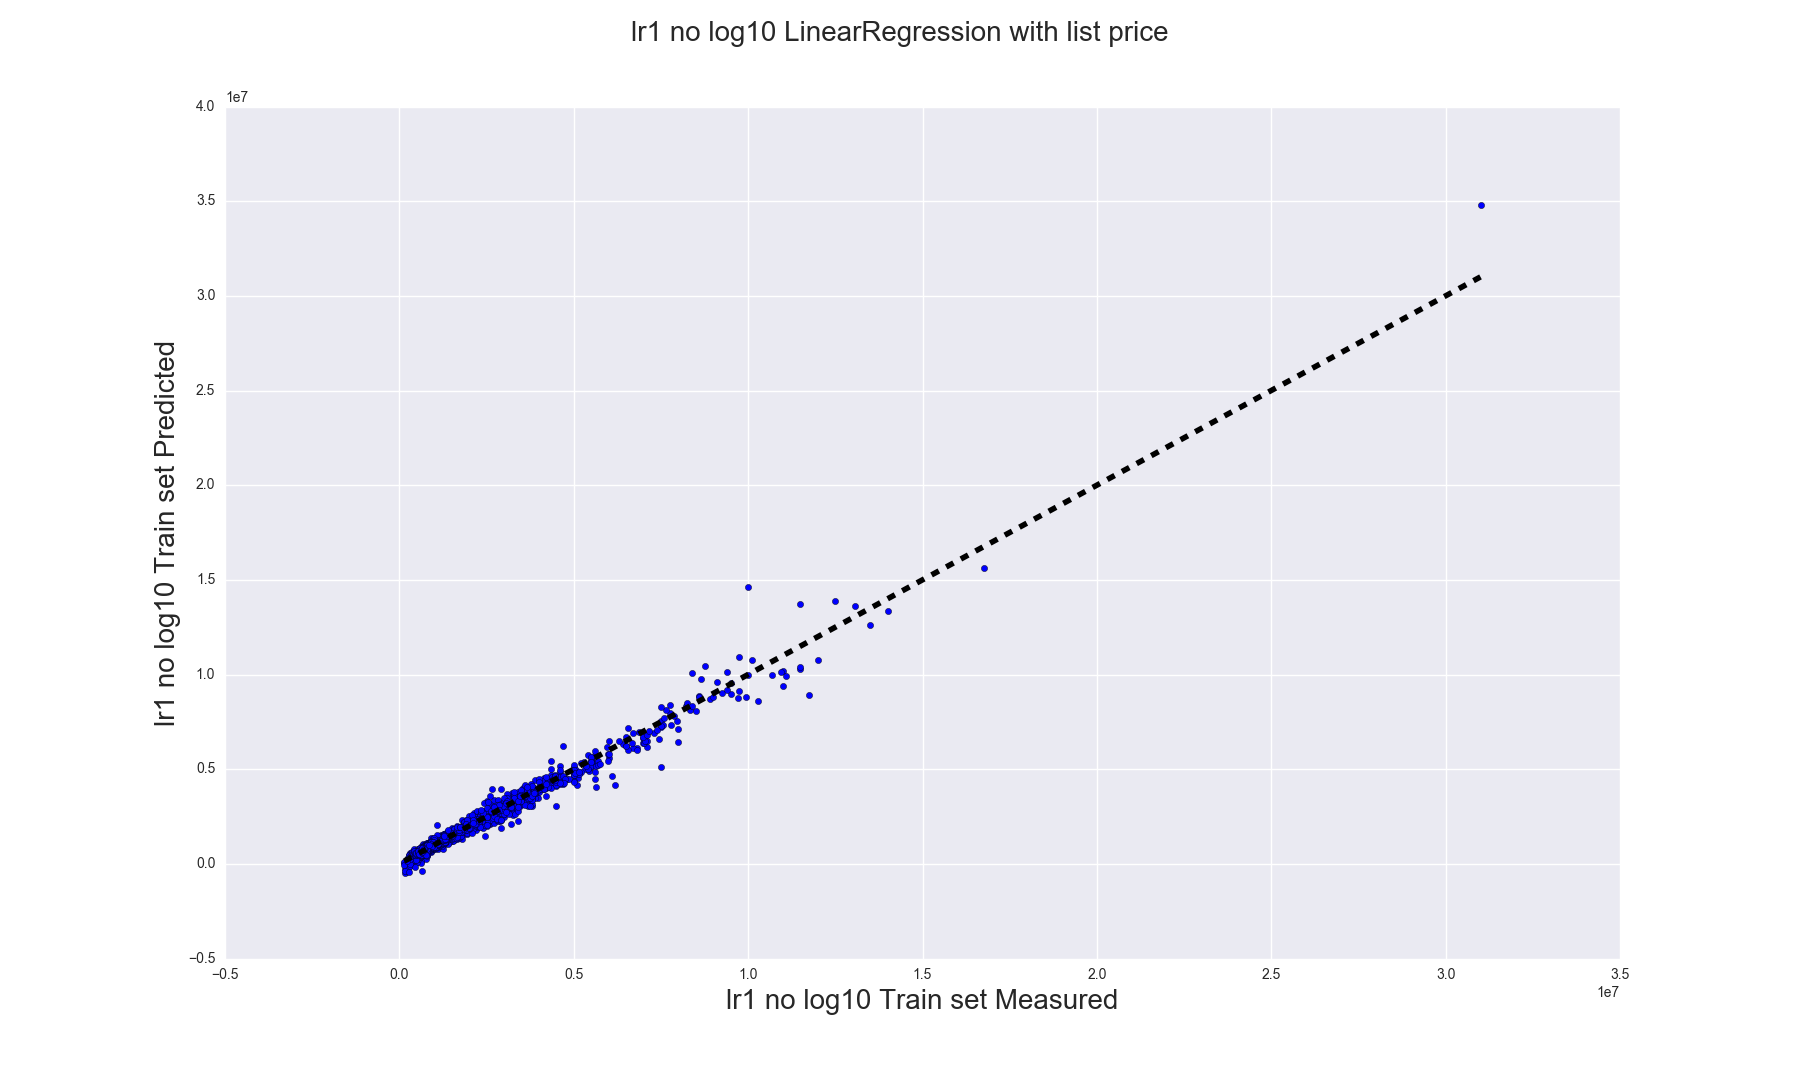 lr1 no log10 LinearRegression with list price
1e7
4.0
3.5
3.0
2.5
2.0
1.5
1.0
0.5
0.0
−0.5
lr1 no log10 Train set Predicted
−0.5 0.0 0.5 1.0 1.5 2.0 2.5 3.0 3.5
1e7
lr1 no log10 Train set Measured